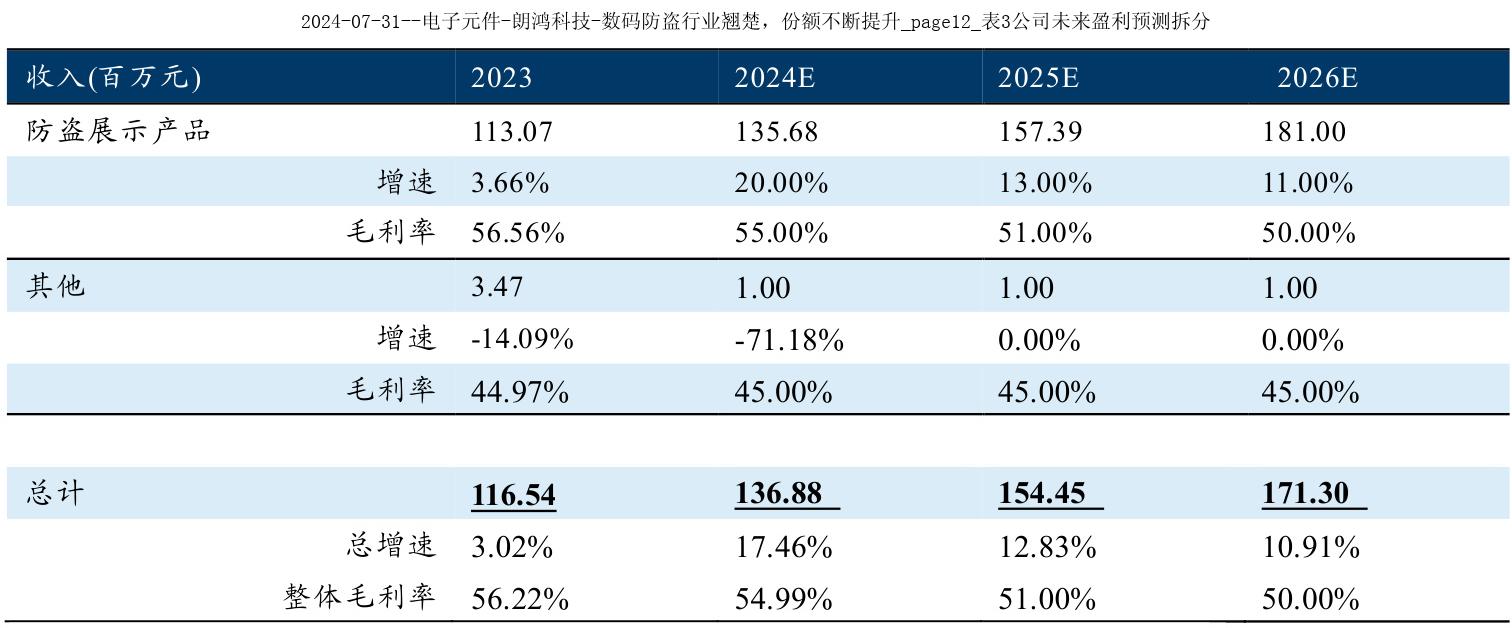 2024-07-31--电子元件-朗鸿科技-数码防盗行业翘楚，份额不断提升_page12_表3公司未来盈利预测拆分
收入(百万元) 2023 2024E 2025E 2026E
防盗展示产品 113.07 135.68 157.39 181.00
增速 3.66% 20.00% 13.00% 11.00%
毛利率 56.56% 55.00% 51.00% 50.00%
其他 3.47 1.00 1.00 1.00
增速 -14.09% -71.18% 0.00% 0.00%
毛利率 44.97% 45.00% 45.00% 45.00%
总计 116.54 136.88 154.45 171.30
总增速 3.02% 17.46% 12.83% 10.91%
整体毛利率 56.22% 54.99% 51.00% 50.00%